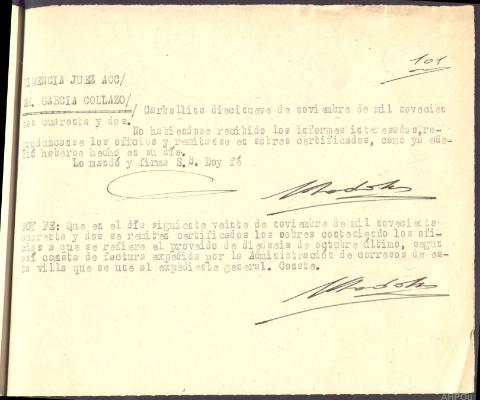 101
IDENCIA JUEZ ACC/
EZ. GARCIA COLLAZO/
/ Carballino diecinueve de noviembre de mil novecien
tos cuarenta y dos.
No habiendose recibido los informes interesados,re-
produzcanse los oficios y remitanse en sobres certificados, como ya
haberse hecho en su día.
Lo mandó y firma S.S. Doy fé
DOY FE: Que en el día siguiente veinte de noviembre de mil novecientos
cuarenta y dos se remiten certificados los sobres conteniendo los ofi-
cios a que se refiere el proveido de dieciseis de octubre último, segun
así consta de factura expedida por la Administración de correos de es-
ta villa que se une al expediente general. Conste.
AHPOu